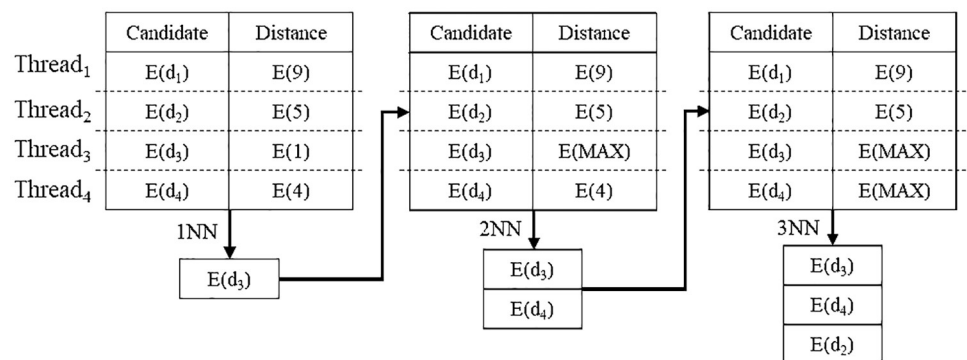 Candidate Distance Candidate Distance Candidate Distance
Thread₁ E(d₁) E(9) E(d₁) E(9) E(d₁) E(9)
Thread₂ E(d₂) E(5) E(d₂) E(5) E(d₂) E(5)
Thread₃ E(d₃) E(1) E(d₃) E(MAX) E(d₃) E(MAX)
Thread₄ E(d₄) E(4) E(d₄) E(4) E(d₄) E(MAX)
1NN 2NN 3NN
E(d₃) E(d₃) E(d₃)
E(d₄) E(d₄)
E(d₂)